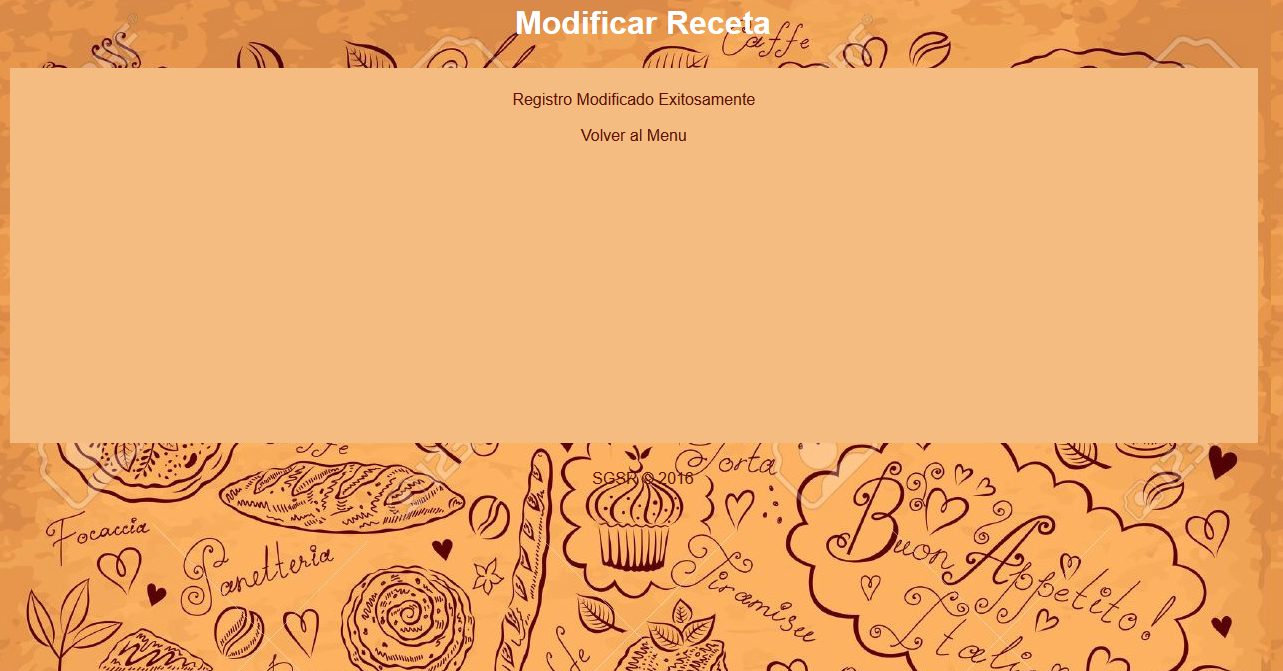 Modificar Receta
Caffe
Registro Modificado Exitosamente
Volver al Menu
Torta
SGSR © 2016
Focaccia
Panetteria
Tiramisu
Buon Appetito!